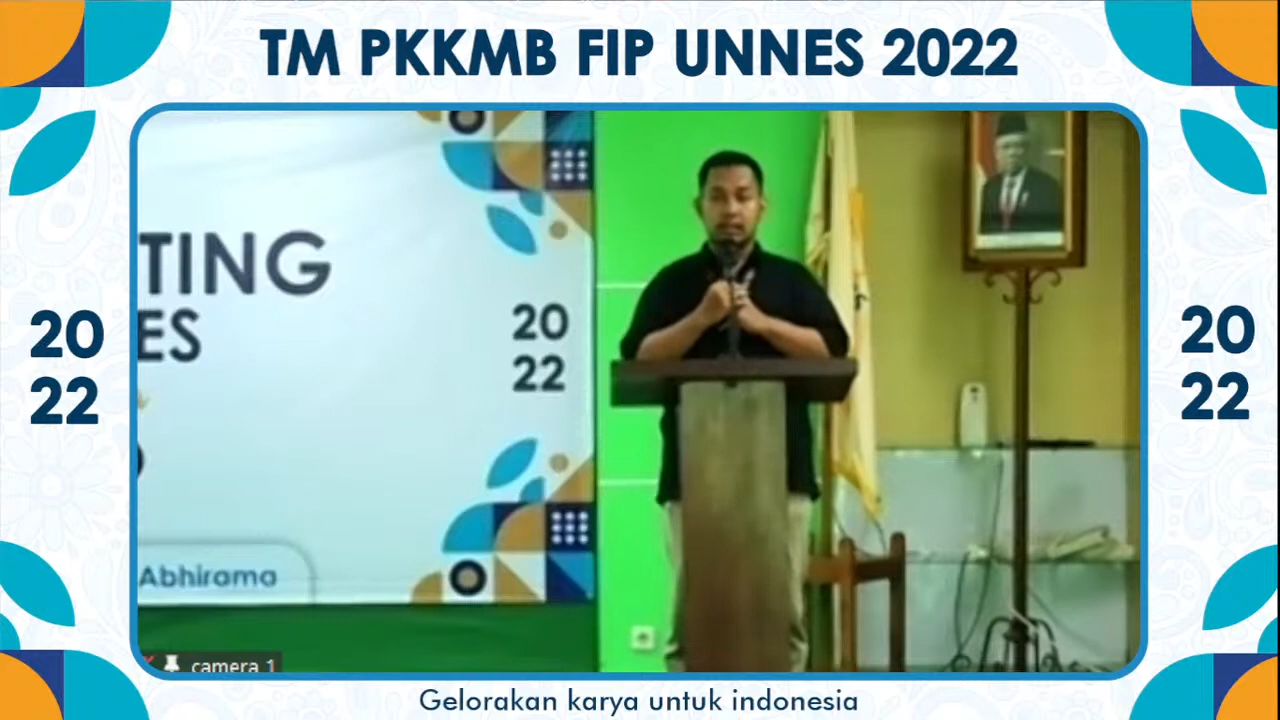 TM PKKMB FIP UNNES 2022
TING
ES
20
22
Abhirama
camera 1
20
22
20
22
Gelorakan karya untuk indonesia